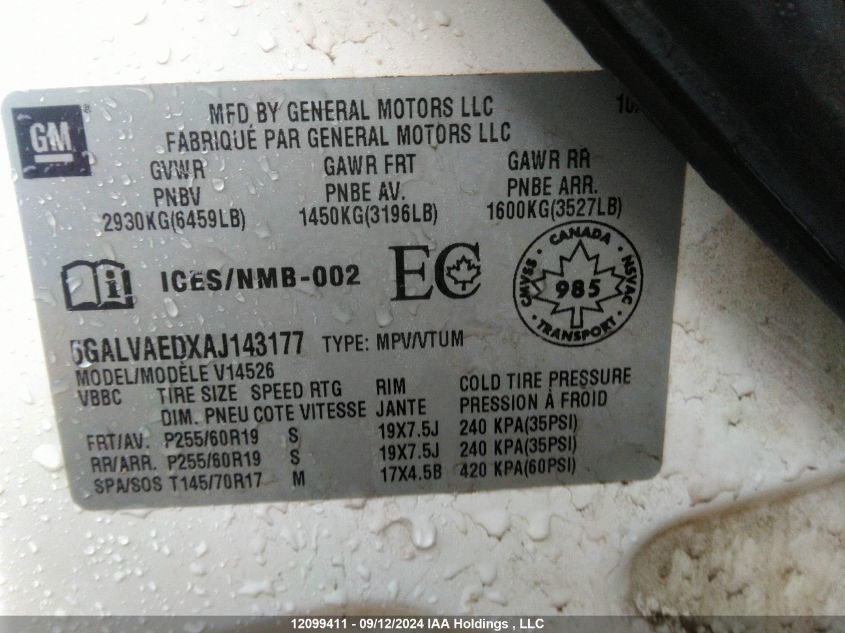 GM ®
MFD BY GENERAL MOTORS LLC
FABRIQUÉ PAR GENERAL MOTORS LLC
GVWR GAWR FRT GAWR RR
PNBV PNBE AV. PNBE ARR.
2930KG(6459LB) 1450KG(3196LB) 1600KG(3527LB)
ICES/NMB-002 EC
CANADA
CMVSS 985 NSVAC
TRANSPORT
5GALVAEDXAJ143177 TYPE: MPV/VTUM
MODEL/MODÈLE V14526
VBBC TIRE SIZE SPEED RTG RIM COLD TIRE PRESSURE
DIM. PNEU COTE VITESSE JANTE PRESSION À FROID
FRT/AV. P255/60R19 S 19X7.5J 240 KPA(35PSI)
RR/ARR. P255/60R19 S 19X7.5J 240 KPA(35PSI)
SPA/SOS T145/70R17 M 17X4.5B 420 KPA(60PSI)
12099411 - 09/12/2024 IAA Holdings , LLC